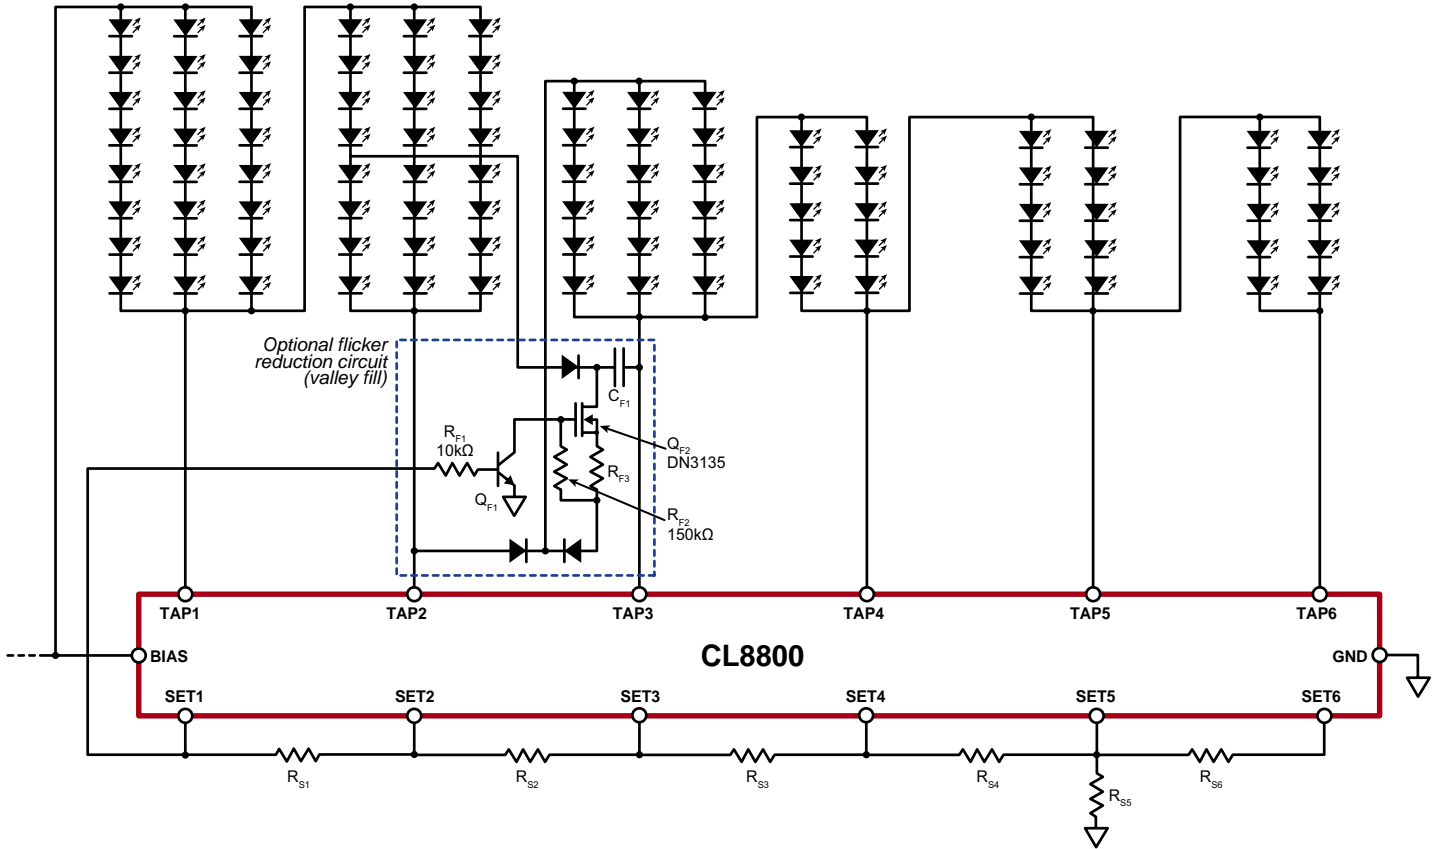 Optional flicker
reduction circuit
(valley fill)
CF1
RF1
10kΩ
QF2
DN3135
RF3
QF1
RF2
150kΩ
TAP1 TAP2 TAP3 TAP4 TAP5 TAP6
BIAS CL8800 GND
SET1 SET2 SET3 SET4 SET5 SET6
RS1 RS2 RS3 RS4 RS6
RS5